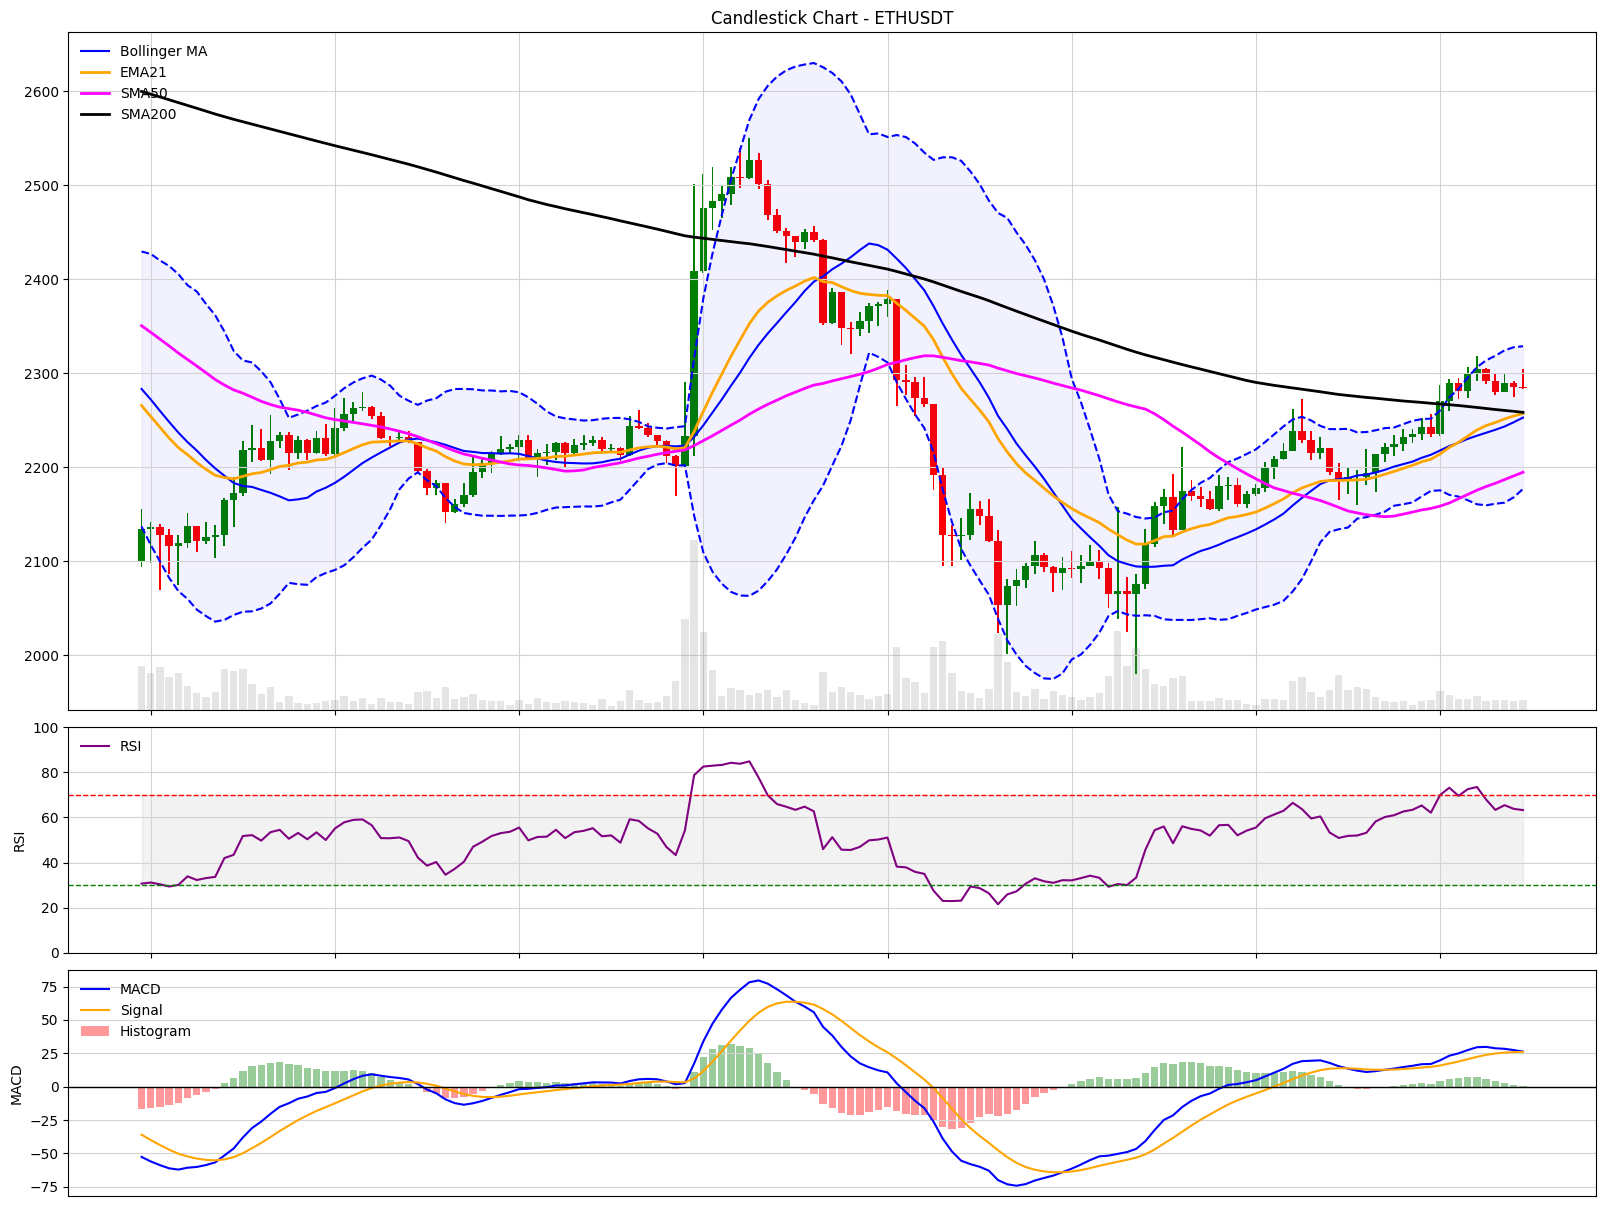 Candlestick Chart - ETHUSDT
Bollinger MA
EMA21
SMA50
SMA200
2600
2500
2400
2300
2200
2100
2000
RSI
100
80
60
40
20
0
RSI
MACD
Signal
Histogram
75
50
25
0
−25
−50
−75
MACD